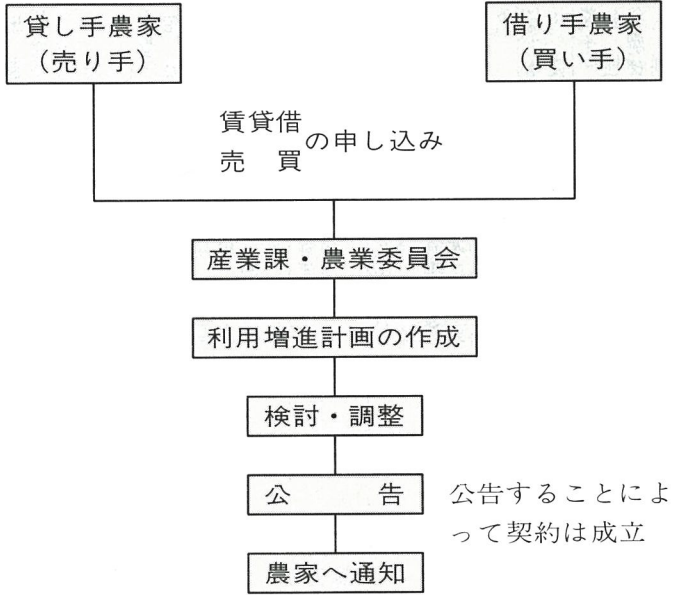 貸し手農家
（売り手）
借り手農家
（買い手）
賃貸借
売　買
の申し込み
産業課・農業委員会
利用増進計画の作成
検討・調整
公　　告
公告することによ
って契約は成立
農家へ通知